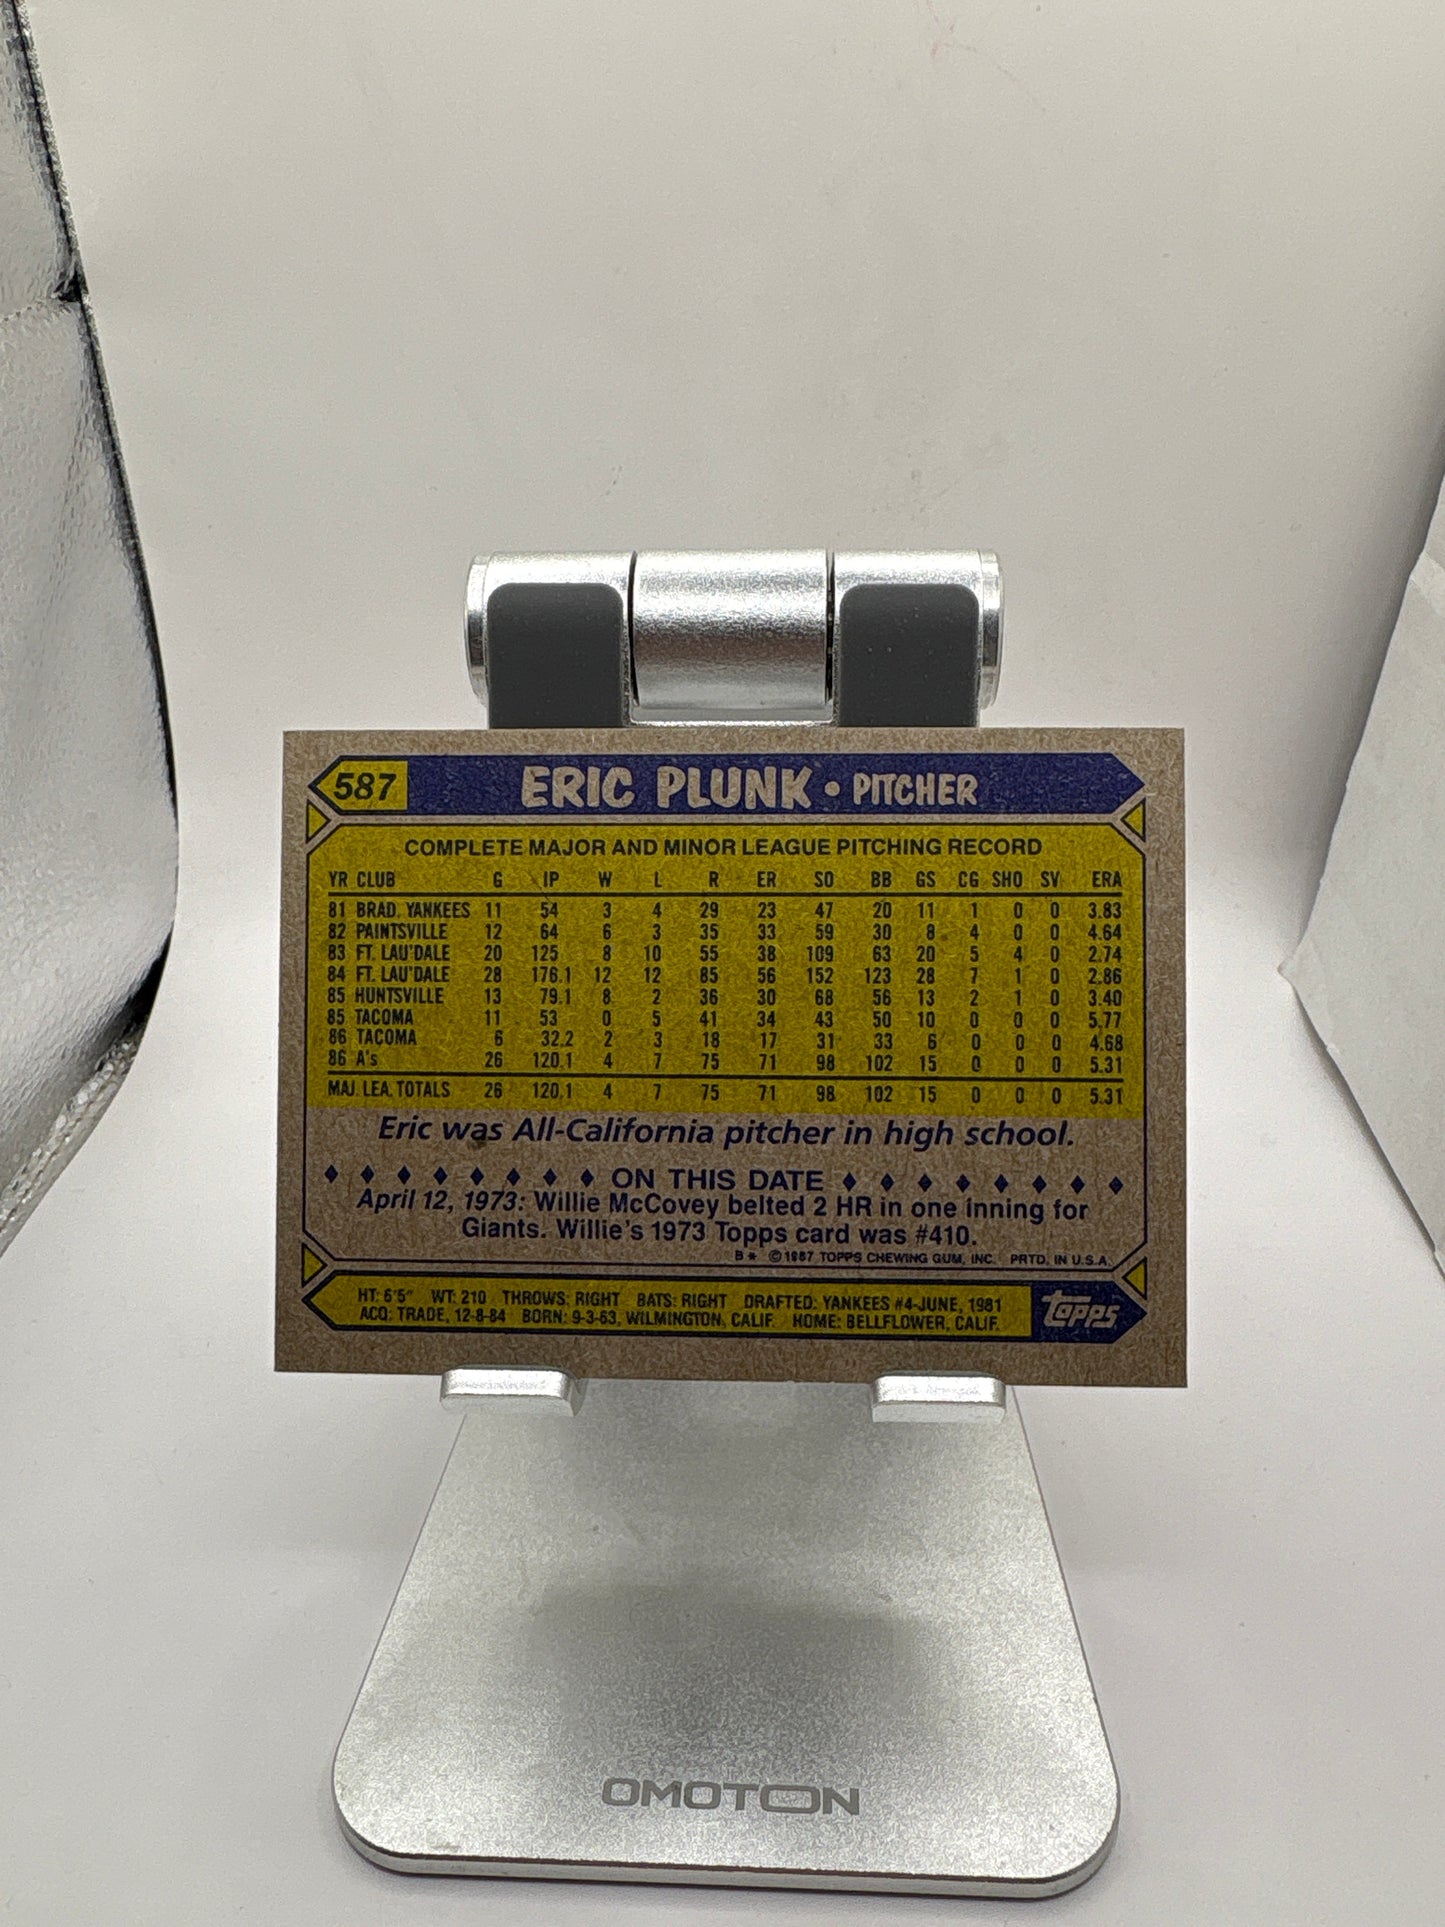 587 ERIC PLUNK • PITCHER
COMPLETE MAJOR AND MINOR LEAGUE PITCHING RECORD
YR CLUB G IP W L R ER SO BB GS CG SHO SV ERA
81 BRAD. YANKEES 11 54 3 4 29 23 47 20 11 1 0 0 3.83
82 PAINTSVILLE 12 64 6 3 35 33 59 30 8 4 0 0 4.64
83 FT. LAU'DALE 20 125 8 10 55 38 109 63 20 5 4 0 2.74
84 FT. LAU'DALE 28 176.1 12 12 85 56 152 123 28 7 1 0 2.86
85 HUNTSVILLE 13 79.1 8 2 36 30 68 56 13 2 1 0 3.40
85 TACOMA 11 53 0 5 41 34 43 50 10 0 0 0 5.77
86 TACOMA 6 32.2 2 3 18 17 31 33 6 0 0 0 4.68
86 A's 26 120.1 4 7 75 71 98 102 15 0 0 0 5.31
MAJ. LEA. TOTALS 26 120.1 4 7 75 71 98 102 15 0 0 0 5.31
Eric was All-California pitcher in high school.
♦ ♦ ♦ ♦ ♦ ♦ ♦ ♦ ON THIS DATE ♦ ♦ ♦ ♦ ♦ ♦ ♦ ♦
April 12, 1973: Willie McCovey belted 2 HR in one inning for
Giants. Willie's 1973 Topps card was #410.
B* © 1987 TOPPS CHEWING GUM, INC. PRTD. IN U.S.A.
HT: 6'5" WT: 210 THROWS: RIGHT BATS: RIGHT DRAFTED: YANKEES #4-JUNE, 1981
ACQ: TRADE, 12-8-84 BORN: 9-3-63, WILMINGTON, CALIF. HOME: BELLFLOWER, CALIF.
topps
OMOTON